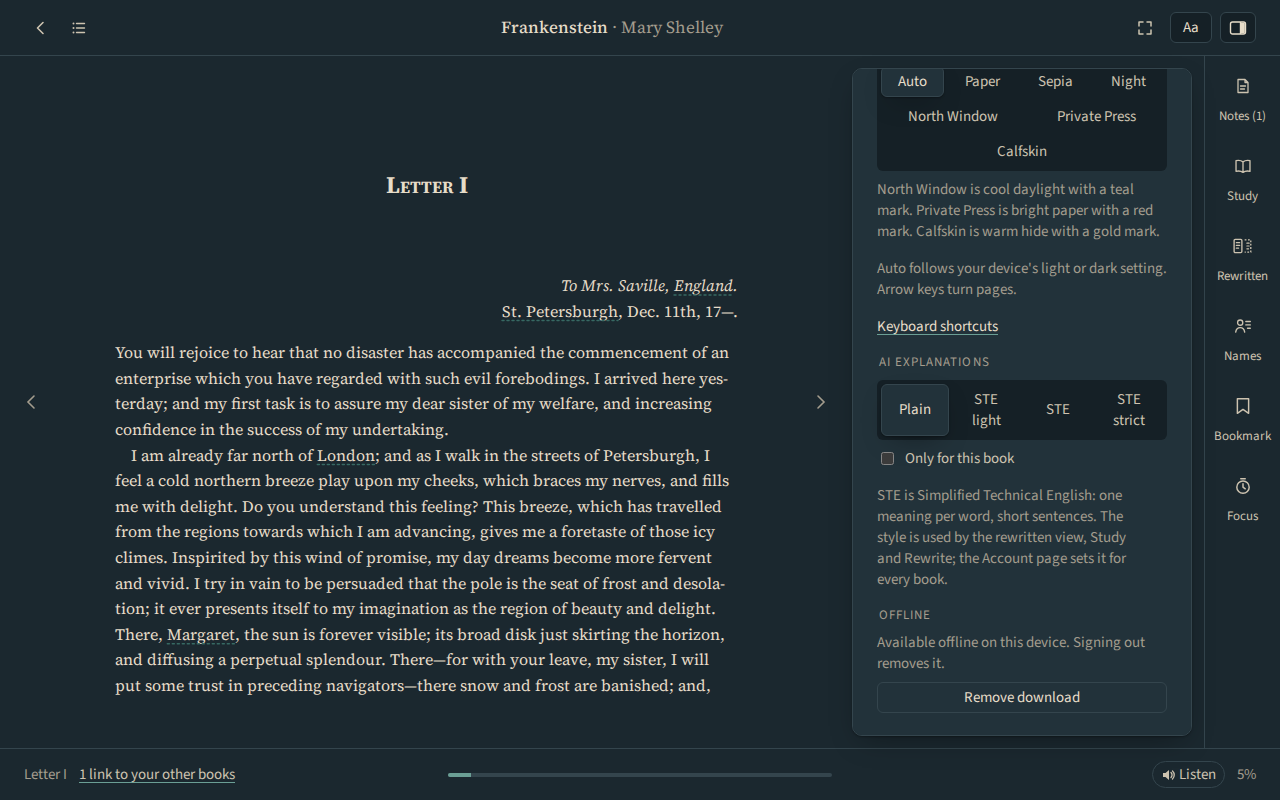 Frankenstein · Mary Shelley
Aa
Letter I
To Mrs. Saville, England.
St. Petersburgh, Dec. 11th, 17—.
You will rejoice to hear that no disaster has accompanied the commencement of an
enterprise which you have regarded with such evil forebodings. I arrived here yes-
terday; and my first task is to assure my dear sister of my welfare, and increasing
confidence in the success of my undertaking.
I am already far north of London; and as I walk in the streets of Petersburgh, I
feel a cold northern breeze play upon my cheeks, which braces my nerves, and fills
me with delight. Do you understand this feeling? This breeze, which has travelled
from the regions towards which I am advancing, gives me a foretaste of those icy
climes. Inspirited by this wind of promise, my day dreams become more fervent
and vivid. I try in vain to be persuaded that the pole is the seat of frost and desola-
tion; it ever presents itself to my imagination as the region of beauty and delight.
There, Margaret, the sun is forever visible; its broad disk just skirting the horizon,
and diffusing a perpetual splendour. There—for with your leave, my sister, I will
put some trust in preceding navigators—there snow and frost are banished; and,
Auto Paper Sepia Night
North Window Private Press
Calfskin
North Window is cool daylight with a teal
mark. Private Press is bright paper with a red
mark. Calfskin is warm hide with a gold mark.
Auto follows your device's light or dark setting.
Arrow keys turn pages.
Keyboard shortcuts
AI EXPLANATIONS
Plain STE light STE STE strict
Only for this book
STE is Simplified Technical English: one
meaning per word, short sentences. The
style is used by the rewritten view, Study
and Rewrite; the Account page sets it for
every book.
OFFLINE
Available offline on this device. Signing out
removes it.
Remove download
Notes (1)
Study
Rewritten
Names
Bookmark
Focus
Letter I 1 link to your other books
Listen 5%